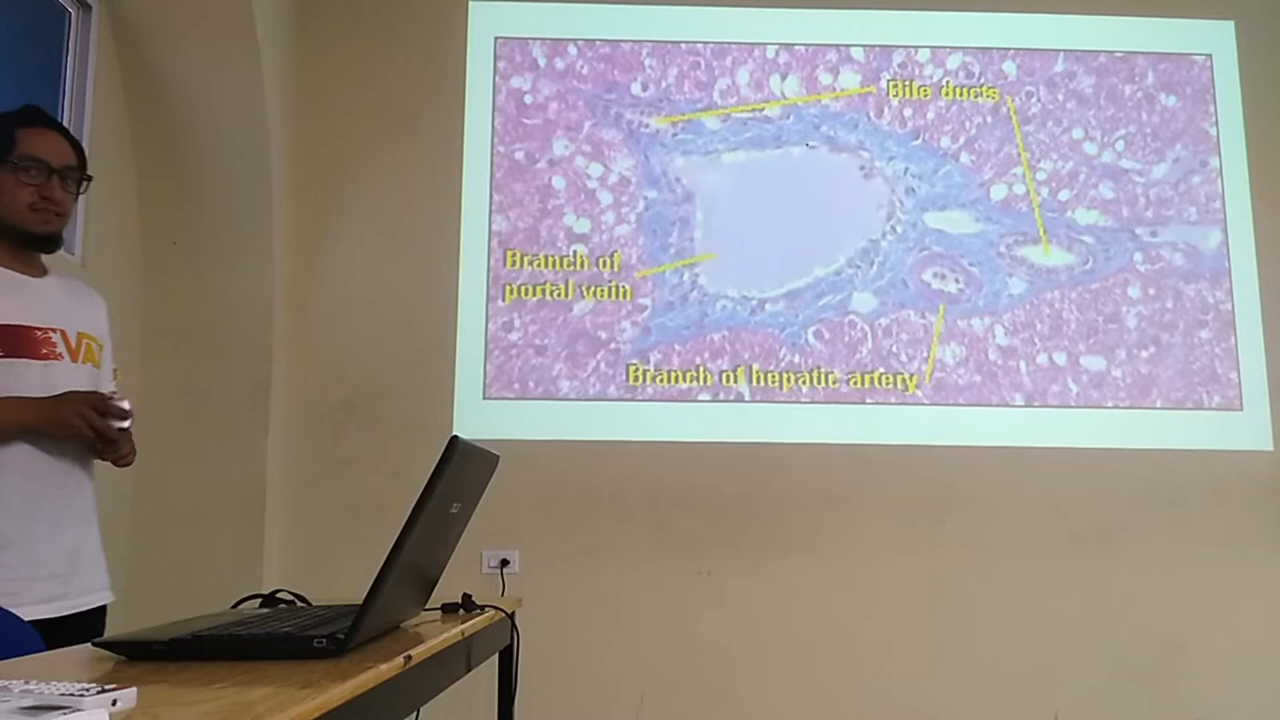 Bile ducts
Branch of
portal vein
Branch of hepatic artery
VA